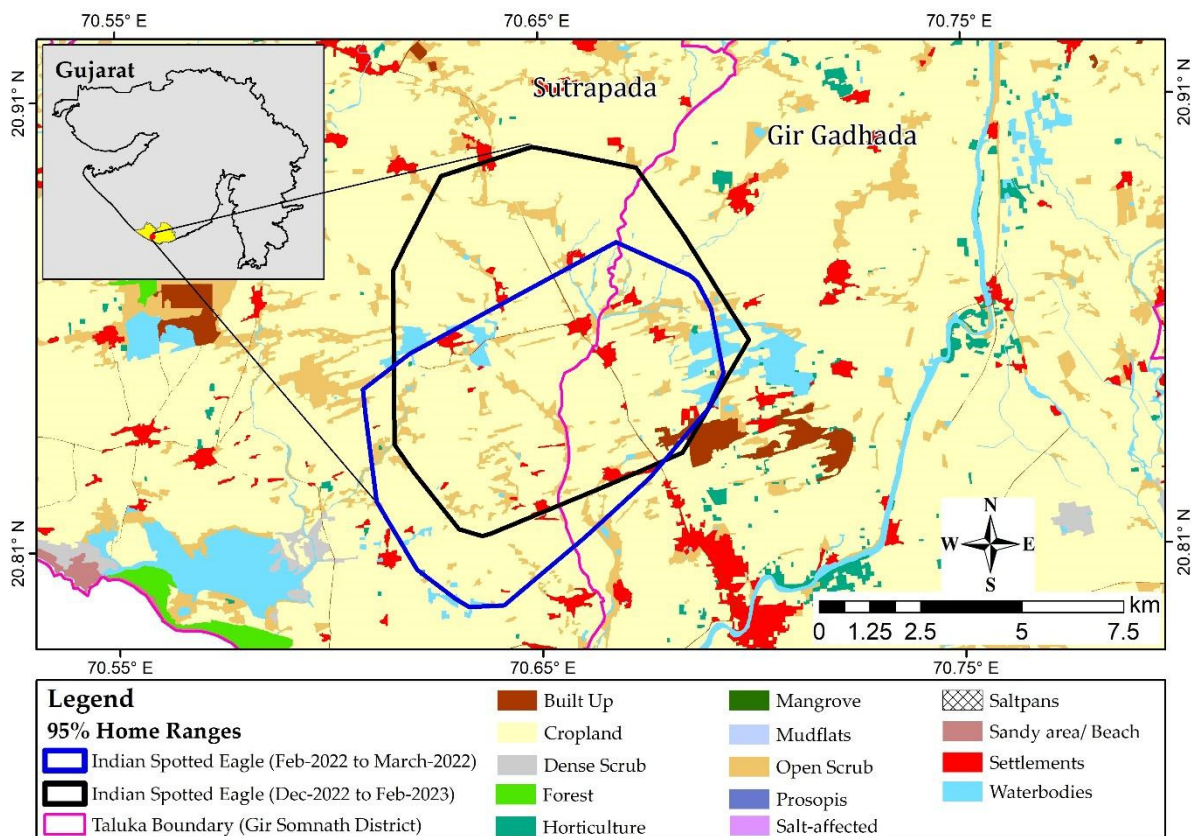 70.55° E 70.65° E 70.75° E
20.91° N
20.91° N
Gujarat
Sutrapada
Gir Gadhada
20.81° N
20.81° N
N
W E
S
km
0 1.25 2.5 5 7.5
70.55° E 70.65° E 70.75° E
Legend
95% Home Ranges
Indian Spotted Eagle (Feb-2022 to March-2022)
Indian Spotted Eagle (Dec-2022 to Feb-2023)
Taluka Boundary (Gir Somnath District)
Built Up
Cropland
Dense Scrub
Forest
Horticulture
Mangrove
Mudflats
Open Scrub
Prosopis
Salt-affected
Saltpans
Sandy area/ Beach
Settlements
Waterbodies